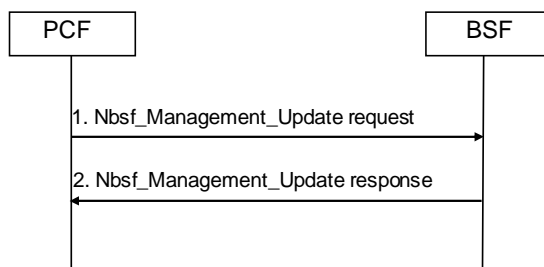 PCF
BSF
1. Nbsf_Management_Update request
2. Nbsf_Management_Update response